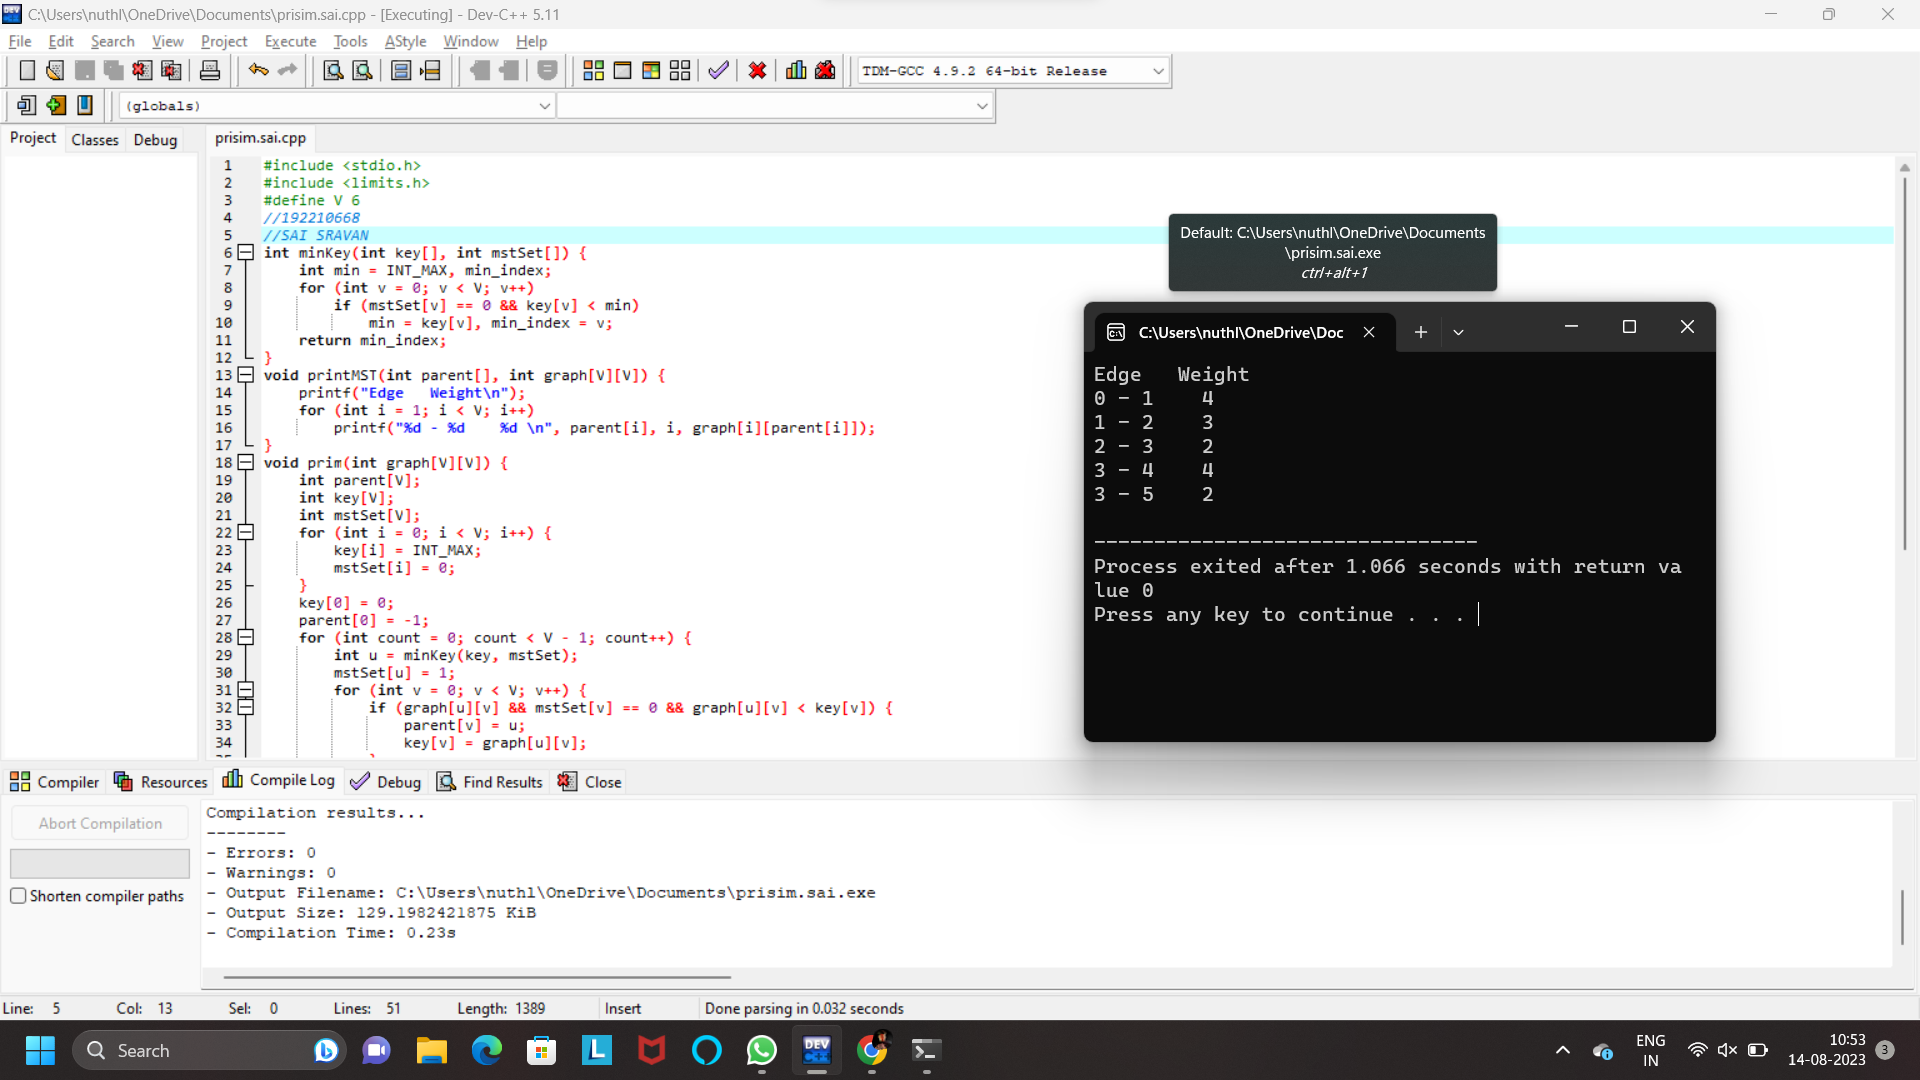 C:\Users\nuthl\OneDrive\Documents\prisim.sai.cpp - [Executing] - Dev-C++ 5.11
File Edit Search View Project Execute Tools AStyle Window Help
TDM-GCC 4.9.2 64-bit Release
(globals)
Project Classes Debug
prisim.sai.cpp
1 #include <stdio.h>
2 #include <limits.h>
3 #define V 6
4 //192210668
5 //SAI SRAVAN
6 int minKey(int key[], int mstSet[]) {
7 int min = INT_MAX, min_index;
8 for (int v = 0; v < V; v++)
9 if (mstSet[v] == 0 && key[v] < min)
10 min = key[v], min_index = v;
11 return min_index;
12 }
13 void printMST(int parent[], int graph[V][V]) {
14 printf("Edge   Weight\n");
15 for (int i = 1; i < V; i++)
16 printf("%d - %d    %d \n", parent[i], i, graph[i][parent[i]]);
17 }
18 void prim(int graph[V][V]) {
19 int parent[V];
20 int key[V];
21 int mstSet[V];
22 for (int i = 0; i < V; i++) {
23 key[i] = INT_MAX;
24 mstSet[i] = 0;
25 }
26 key[0] = 0;
27 parent[0] = -1;
28 for (int count = 0; count < V - 1; count++) {
29 int u = minKey(key, mstSet);
30 mstSet[u] = 1;
31 for (int v = 0; v < V; v++) {
32 if (graph[u][v] && mstSet[v] == 0 && graph[u][v] < key[v]) {
33 parent[v] = u;
34 key[v] = graph[u][v];
Default: C:\Users\nuthl\OneDrive\Documents
\prisim.sai.exe
ctrl+alt+1
C:\Users\nuthl\OneDrive\Doc
Edge   Weight
0 - 1    4
1 - 2    3
2 - 3    2
3 - 4    4
3 - 5    2
--------------------------------
Process exited after 1.066 seconds with return va
lue 0
Press any key to continue . . .
Compiler Resources Compile Log Debug Find Results Close
Abort Compilation
Shorten compiler paths
Compilation results...
--------
- Errors: 0
- Warnings: 0
- Output Filename: C:\Users\nuthl\OneDrive\Documents\prisim.sai.exe
- Output Size: 129.1982421875 KiB
- Compilation Time: 0.23s
Line: 5 Col: 13 Sel: 0 Lines: 51 Length: 1389 Insert Done parsing in 0.032 seconds
Search
DEV C++
ENG
IN
10:53
14-08-2023
3